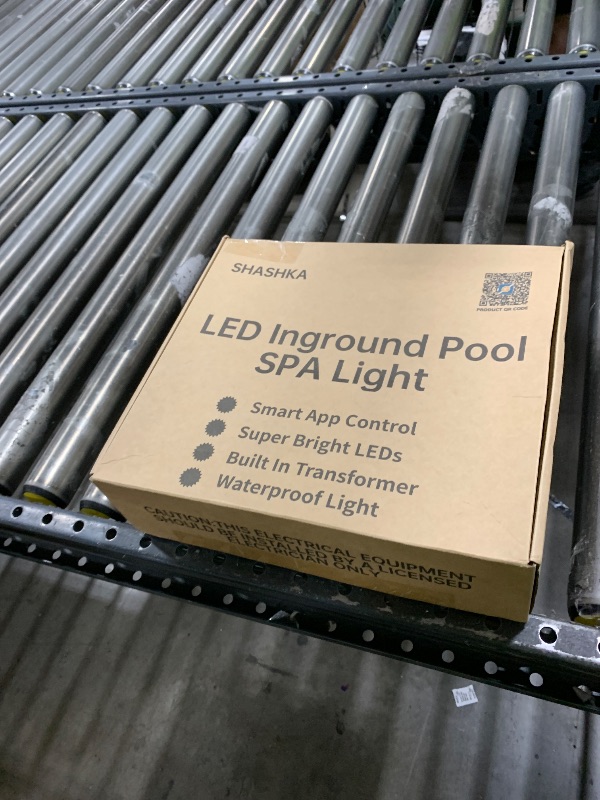 SHASHKA
PRODUCT QR CODE
LED Inground Pool
SPA Light
Smart App Control
Super Bright LEDs
Built In Transformer
Waterproof Light
CAUTION:THIS ELECTRICAL EQUIPMENT
SHOULD BE INSTALLED BY A LICENSED
ELECTRICIAN ONLY